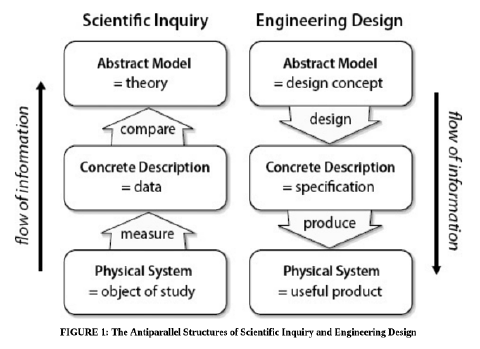 Scientific Inquiry
Engineering Design
Abstract Model
= theory
compare
Concrete Description
= data
measure
Physical System
= object of study
flow of information
Abstract Model
= design concept
design
Concrete Description
= specification
produce
Physical System
= useful product
flow of information
FIGURE 1: The Antiparallel Structures of Scientific Inquiry and Engineering Design